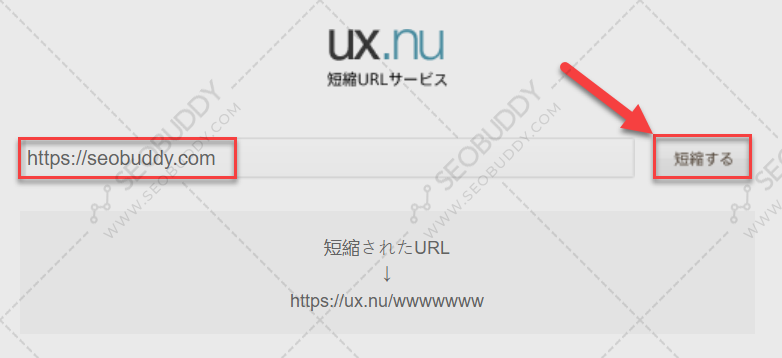 ux.nu
短縮URLサービス
https://seobuddy.com
短縮する
短縮されたURL
↓
https://ux.nu/wwwwwww
SEOBUDDY
WWW.SEOBUDDY.COM
SEOBUDDY
WWW.SEOBUDDY.COM
SEOBUDDY
WWW.SEOBUDDY.COM